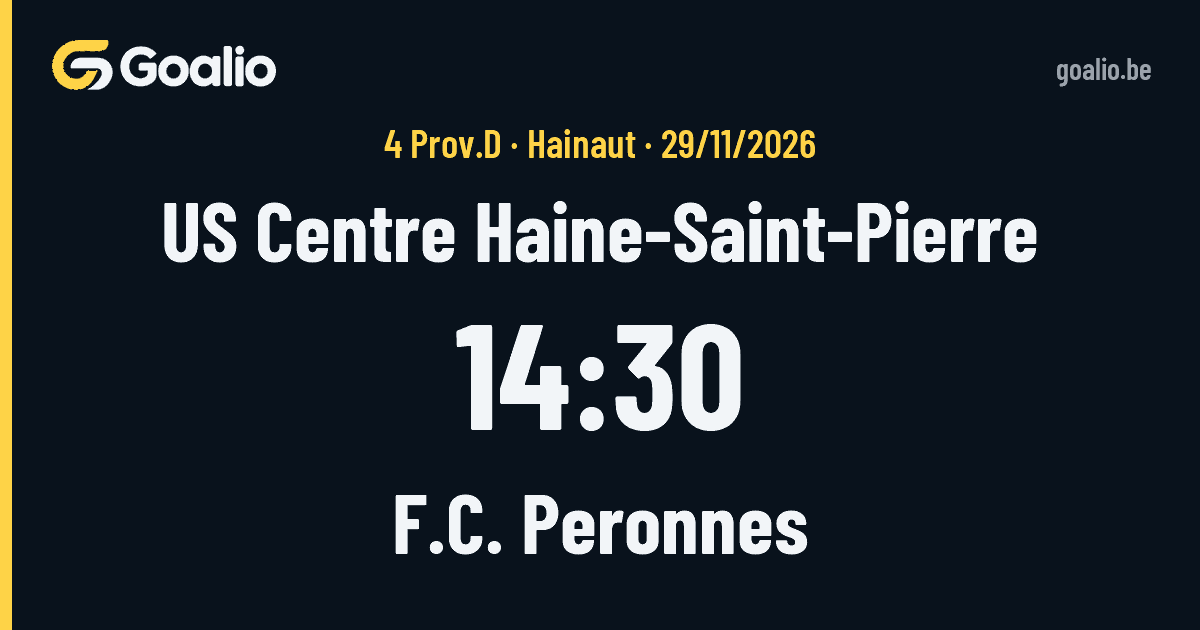 Goalio
goalio.be
4 Prov.D · Hainaut · 29/11/2026
US Centre Haine-Saint-Pierre
14:30
F.C. Peronnes